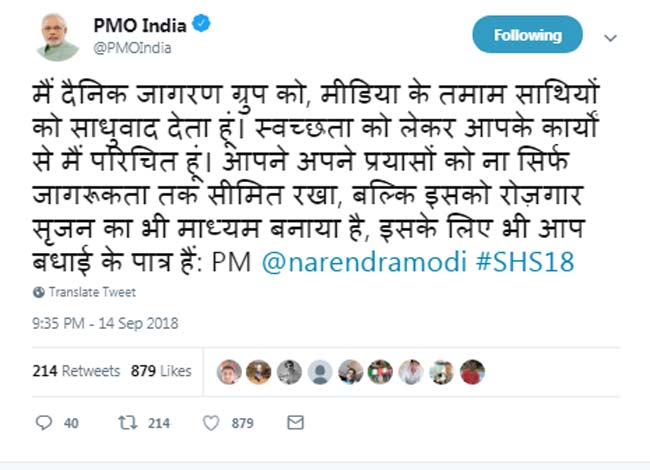 PMO India
@PMOIndia
Following
मैं दैनिक जागरण ग्रुप को, मीडिया के तमाम साथियों
को साधुवाद देता हूं। स्वच्छता को लेकर आपके कार्यों
से मैं परिचित हूं। आपने अपने प्रयासों को ना सिर्फ
जागरूकता तक सीमित रखा, बल्कि इसको रोज़गार
सृजन का भी माध्यम बनाया है, इसके लिए भी आप
बधाई के पात्र हैं: PM @narendramodi #SHS18
Translate Tweet
9:35 PM - 14 Sep 2018
214 Retweets 879 Likes
40 214 879